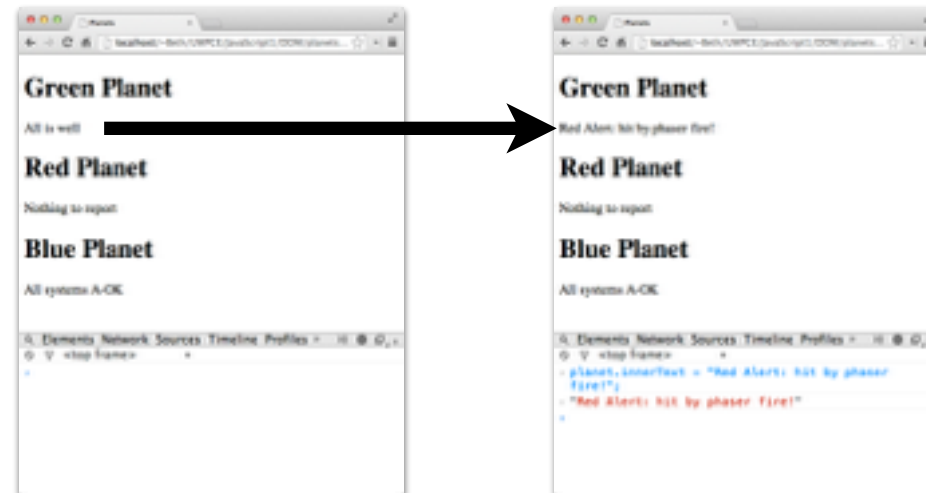 Planets
Green Planet
All is well
Red Planet
Nothing to report
Blue Planet
All systems A-OK
Elements Network Sources Timeline Profiles
<top frame>
Planets
Green Planet
Red Alert: hit by phaser fire!
Red Planet
Nothing to report
Blue Planet
All systems A-OK
Elements Network Sources Timeline Profiles
<top frame>
planet.innerText = "Red Alert: hit by phaser
fire!";
"Red Alert: hit by phaser fire!"